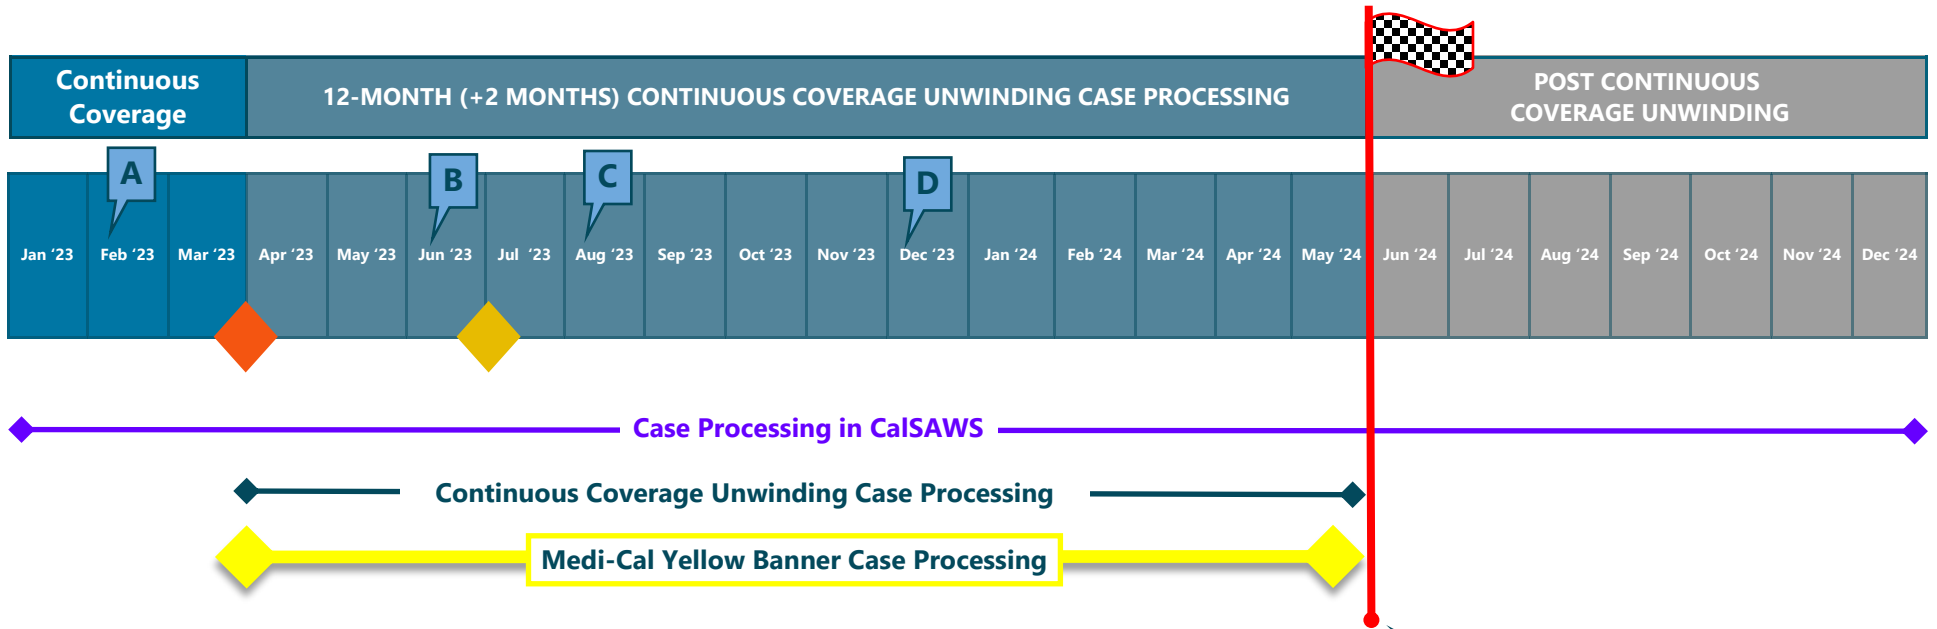 Continuous
Coverage
12-MONTH (+2 MONTHS) CONTINUOUS COVERAGE UNWINDING CASE PROCESSING
POST CONTINUOUS
COVERAGE UNWINDING
A
B
C
D
Jan ‘23
Feb ‘23
Mar ‘23
Apr ‘23
May ‘23
Jun ‘23
Jul ‘23
Aug ‘23
Sep ‘23
Oct ‘23
Nov ‘23
Dec ‘23
Jan ‘24
Feb ‘24
Mar ‘24
Apr ‘24
May ‘24
Jun ‘24
Jul ‘24
Aug ‘24
Sep ‘24
Oct ‘24
Nov ‘24
Dec ‘24
Case Processing in CalSAWS
Continuous Coverage Unwinding Case Processing
Medi-Cal Yellow Banner Case Processing